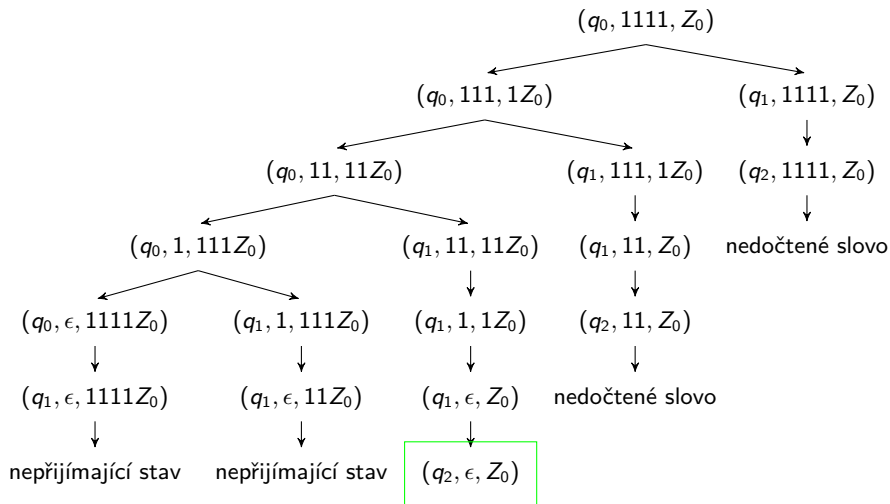 (q₀, 1111, Z₀)
(q₀, 111, 1Z₀) (q₁, 1111, Z₀)
(q₀, 11, 11Z₀) (q₁, 111, 1Z₀) (q₂, 1111, Z₀)
(q₀, 1, 111Z₀) (q₁, 11, 11Z₀) (q₁, 11, Z₀) nedočtené slovo
(q₀, ϵ, 1111Z₀) (q₁, 1, 111Z₀) (q₁, 1, 1Z₀) (q₂, 11, Z₀)
(q₁, ϵ, 1111Z₀) (q₁, ϵ, 11Z₀) (q₁, ϵ, Z₀) nedočtené slovo
nepřijímající stav nepřijímající stav (q₂, ϵ, Z₀)